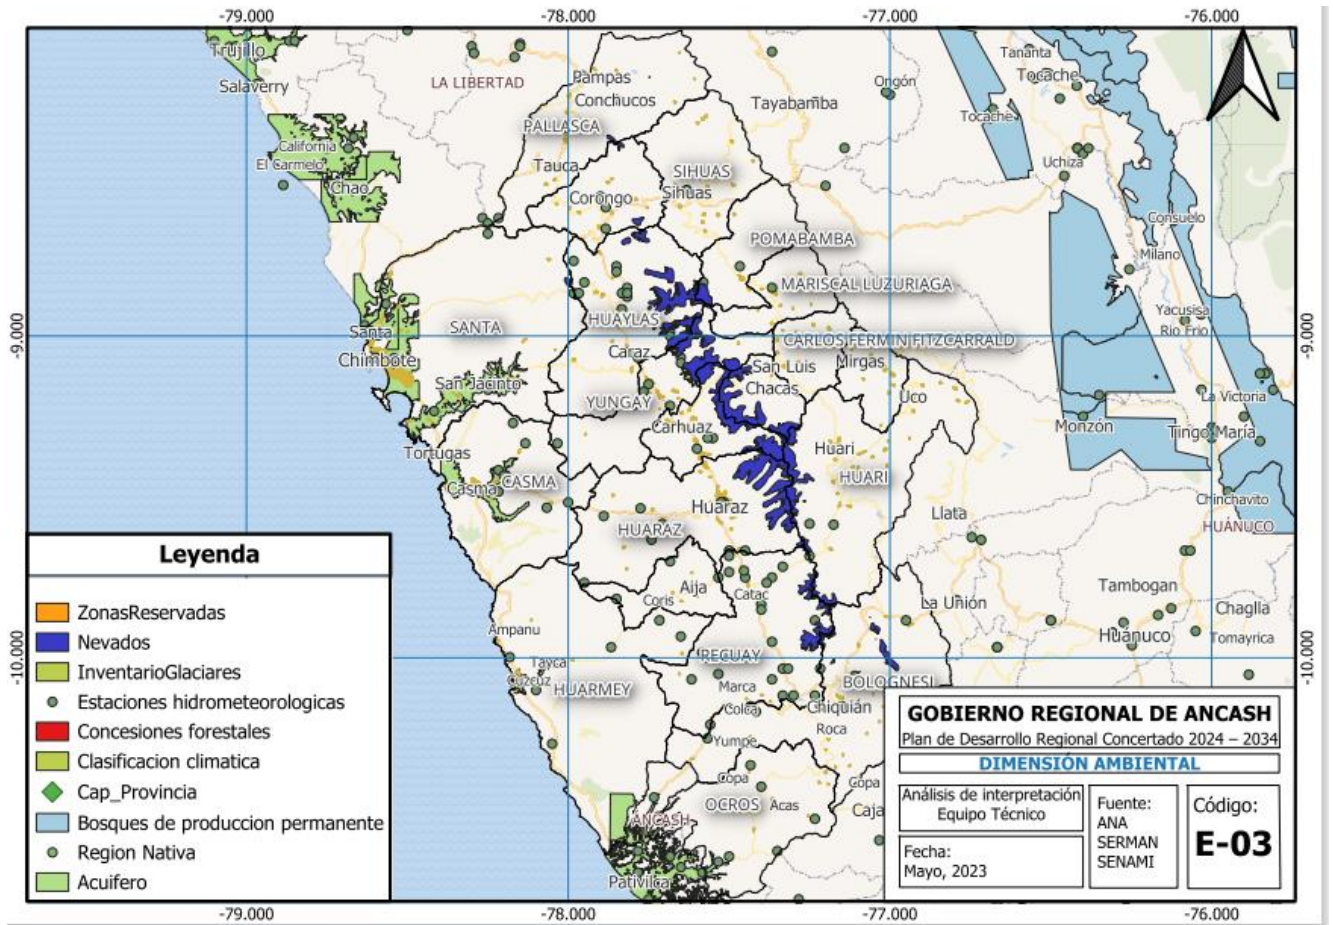 -79.000
-78.000
-77.000
-76.000
Trujillo
Salaverry
LA LIBERTAD
Pampas
Conchucos
Tayabamba
Ongón
Tananta
Tocache
Tocache
PALLASCA
California
El Carmelo
Chao
Tauca
SIHUAS
Sihuas
Corongo
Uchiza
POMABAMBA
Consuelo
Milano
MARISCAL LUZURIAGA
Yacusisa
Rio Frio
-9.000
-9.000
Santa
SANTA
HUAYLAS
Chimbote
Caraz
CARLOS FERMIN FITZCARRALD
San Luis
Mirgas
San Jacinto
Chacas
YUNGAY
Uco
La Victoria
Carhuaz
Monzón
Tingo María
Tortugas
Huari
Casma
CASMA
HUARI
Chinchavito
Huaraz
Llata
HUARAZ
HUÁNUCO
Aija
Catac
Coris
Tambogan
La Unión
Chaglla
Ampanu
Huánuco
Tomayrica
-10.000
-10.000
Tayca
RECUAY
Cuzcuz
HUARMEY
Marca
BOLOGNESI
Colca
Chiquián
Roca
Yumpe
Copa
Copa
OCROS
Acas
Caja
ANCASH
Pativilca
Leyenda
ZonasReservadas
Nevados
InventarioGlaciares
Estaciones hidrometeorologicas
Concesiones forestales
Clasificacion climatica
Cap_Provincia
Bosques de produccion permanente
Region Nativa
Acuifero
GOBIERNO REGIONAL DE ANCASH
Plan de Desarrollo Regional Concertado 2024 – 2034
DIMENSIÓN AMBIENTAL
Análisis de interpretación
Equipo Técnico
Fecha:
Mayo, 2023
Fuente:
ANA
SERMAN
SENAMI
Código:
E-03
-79.000
-78.000
-77.000
-76.000